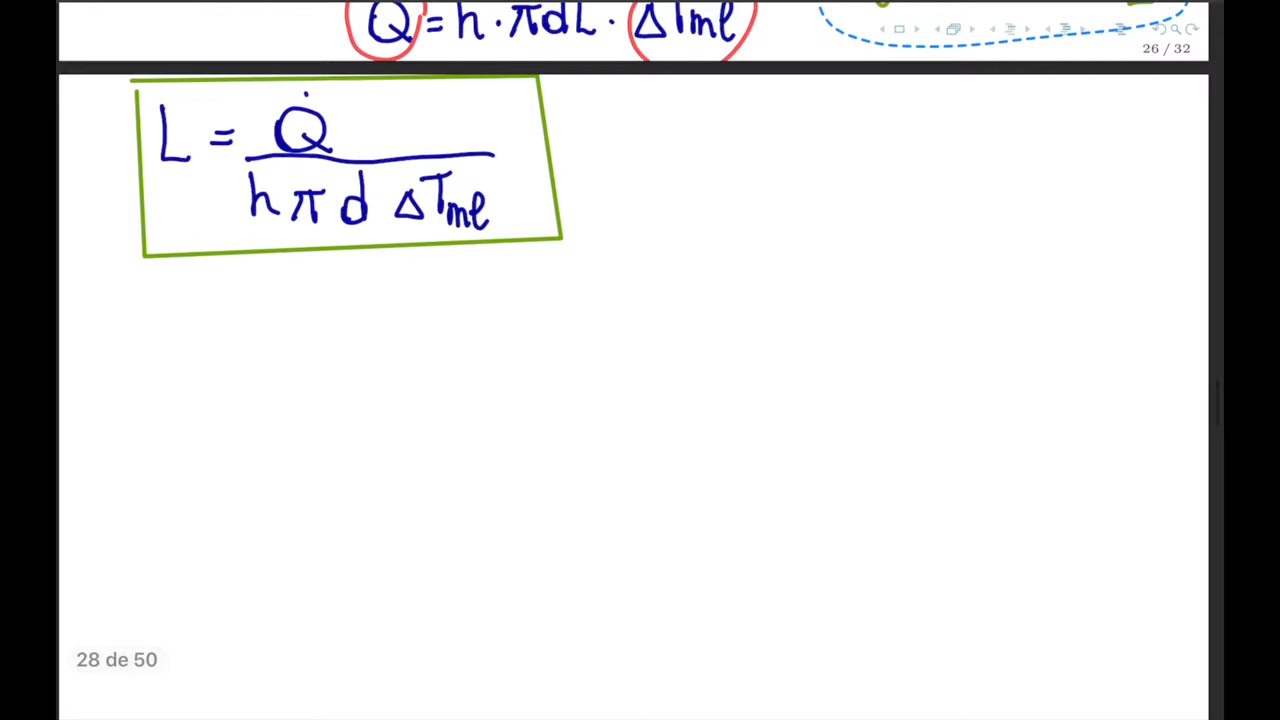 Q̇ = h · πdL · ΔTml
26 / 32
L = Q̇ / (h π d ΔTml)
28 de 50